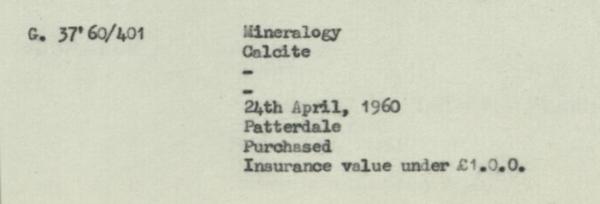 G. 37'60/401 Mineralogy
Calcite
-
-
24th April, 1960
Patterdale
Purchased
Insurance value under £1.0.0.